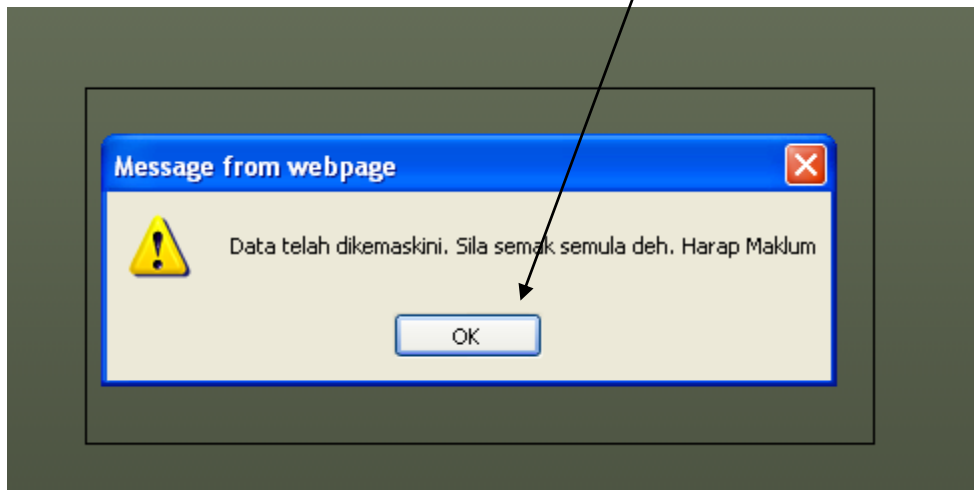 Message from webpage
Data telah dikemaskini. Sila semak semula deh. Harap Maklum
OK